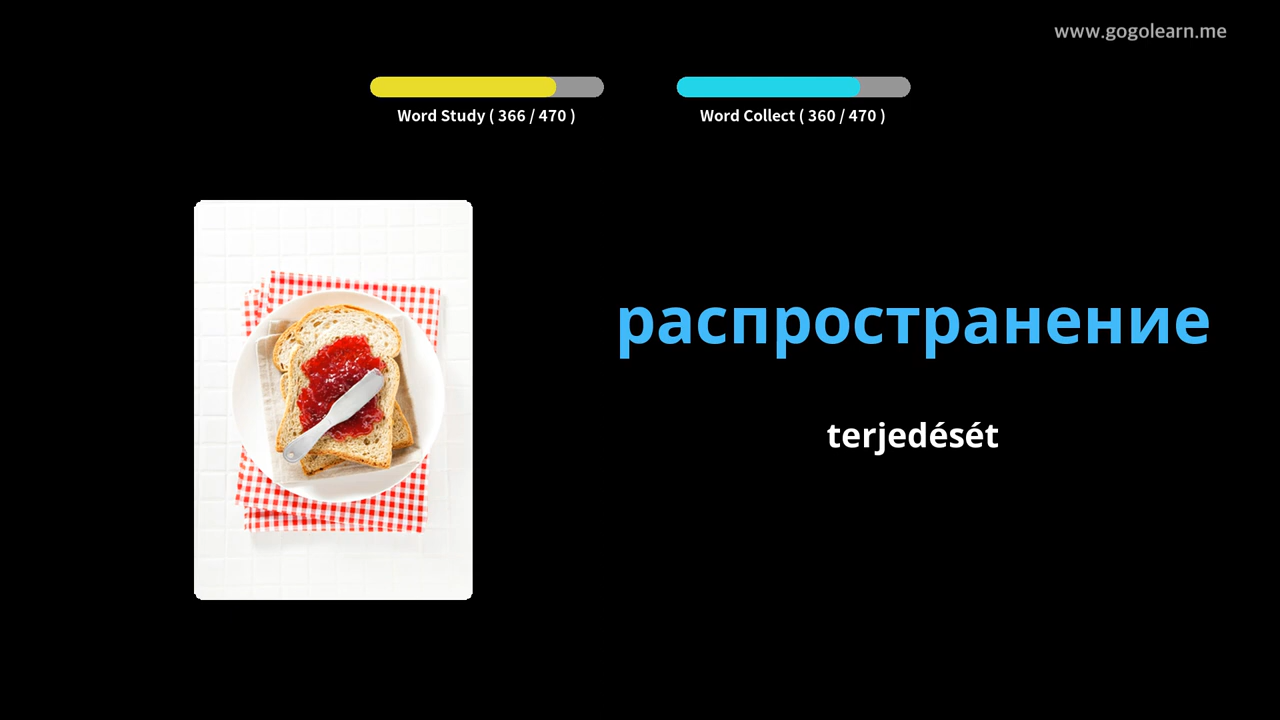 www.gogolearn.me
Word Study ( 366 / 470 )
Word Collect ( 360 / 470 )
распространение
terjedését